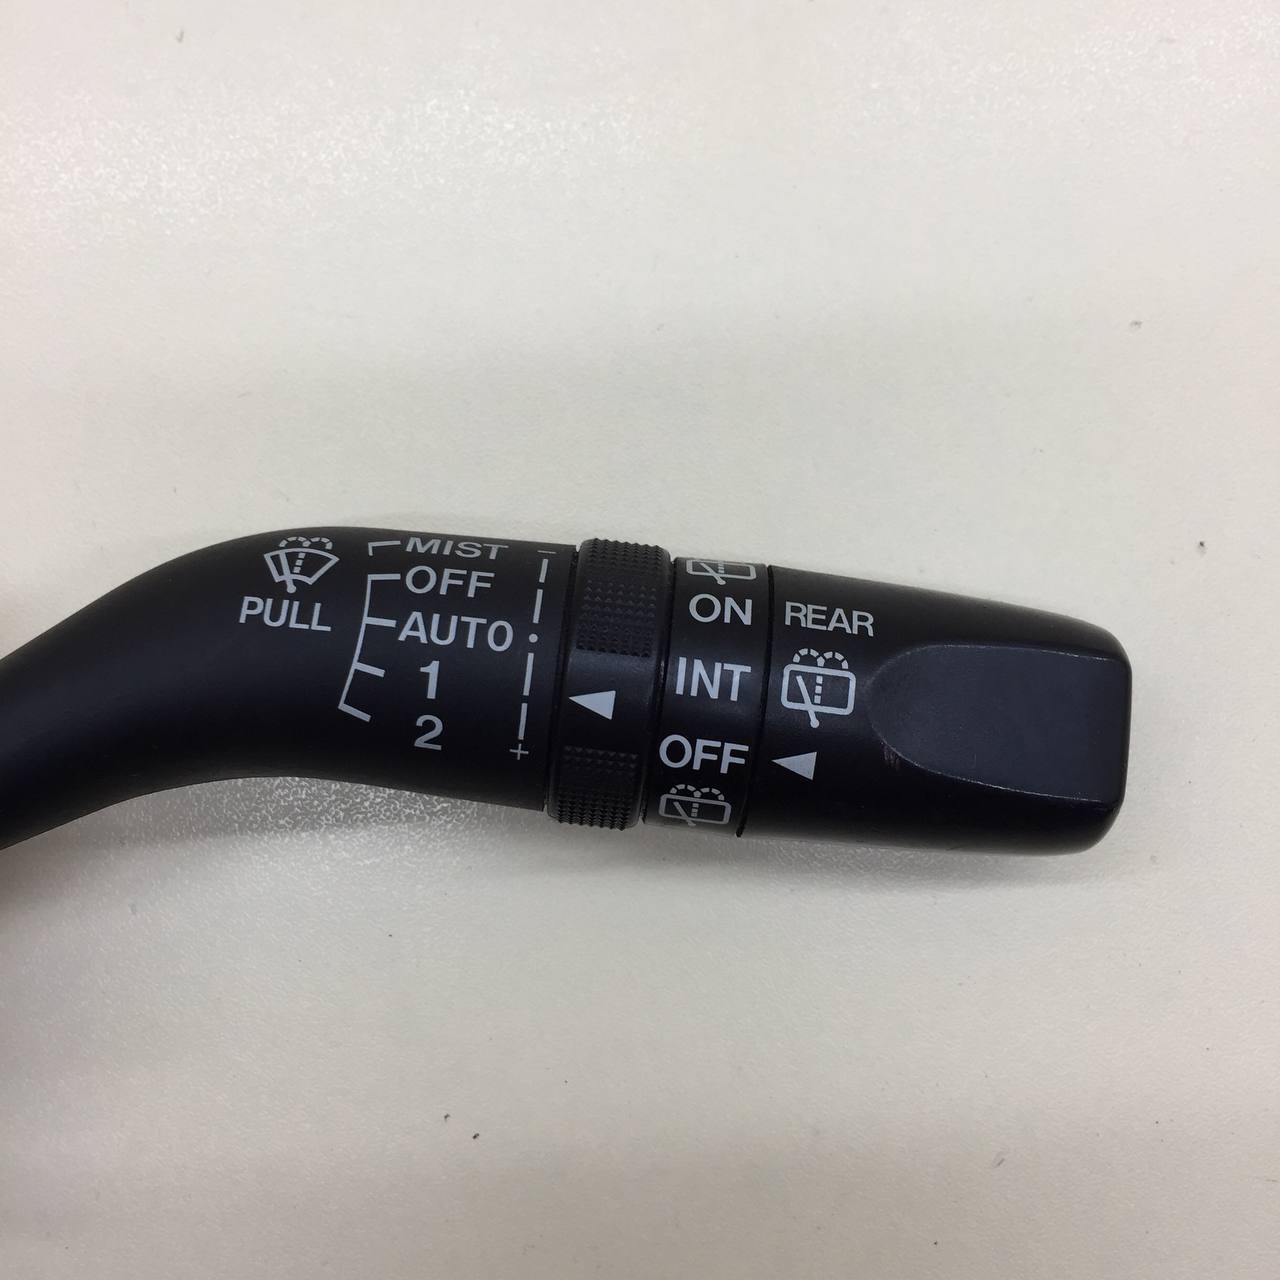 PULL
MIST
OFF
AUTO
1
2
−
+
ON
INT
OFF
REAR